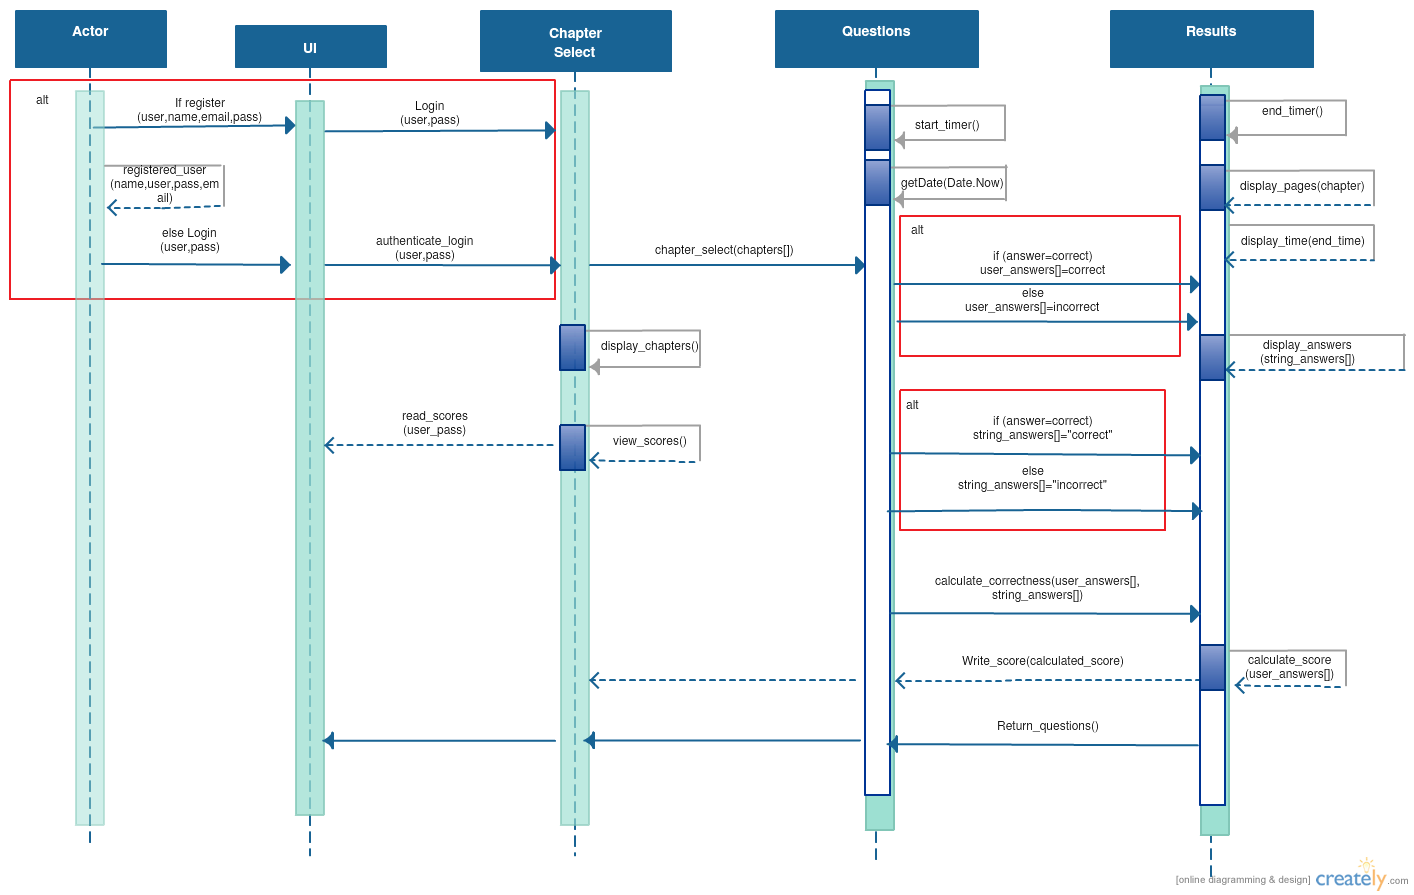 Actor
UI
Chapter
Select
Questions
Results
alt
If register
(user,name,email,pass)
Login
(user,pass)
registered_user
(name,user,pass,em
ail)
else Login
(user,pass)
authenticate_login
(user,pass)
chapter_select(chapters[])
display_chapters()
read_scores
(user_pass)
view_scores()
start_timer()
getDate(Date.Now)
alt
if (answer=correct)
user_answers[]=correct
else
user_answers[]=incorrect
alt
if (answer=correct)
string_answers[]="correct"
else
string_answers[]="incorrect"
calculate_correctness(user_answers[],
string_answers[])
Write_score(calculated_score)
Return_questions()
end_timer()
display_pages(chapter)
display_time(end_time)
display_answers
(string_answers[])
calculate_score
(user_answers[])
[online diagramming & design] creately.com